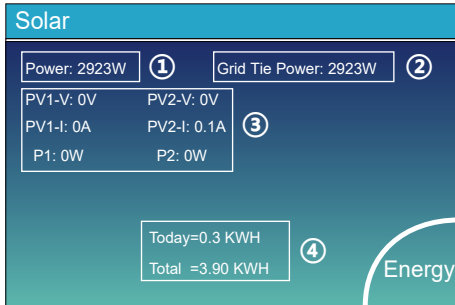 Solar
Power: 2923W ① Grid Tie Power: 2923W ②
PV1-V: 0V PV2-V: 0V
PV1-I: 0A PV2-I: 0.1A ③
P1: 0W P2: 0W
Today=0.3 KWH
④
Total =3.90 KWH
Energy